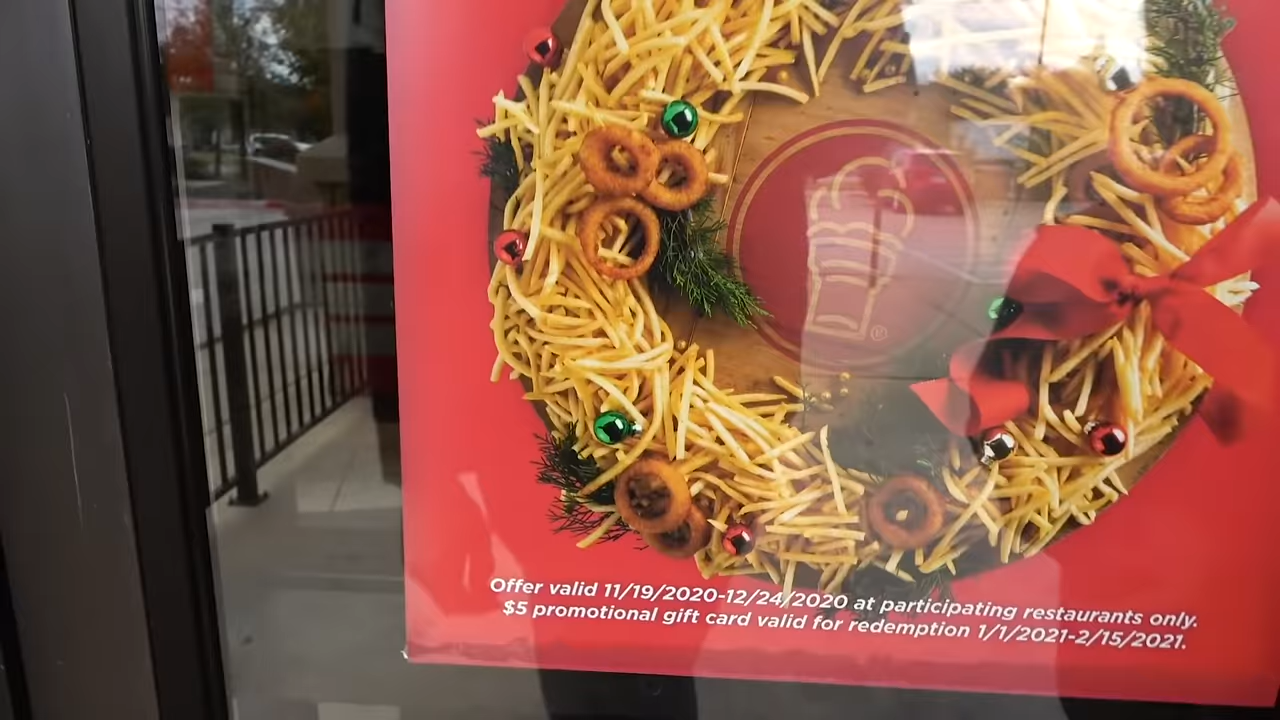 Offer valid 11/19/2020-12/24/2020 at participating restaurants only.
$5 promotional gift card valid for redemption 1/1/2021-2/15/2021.
®